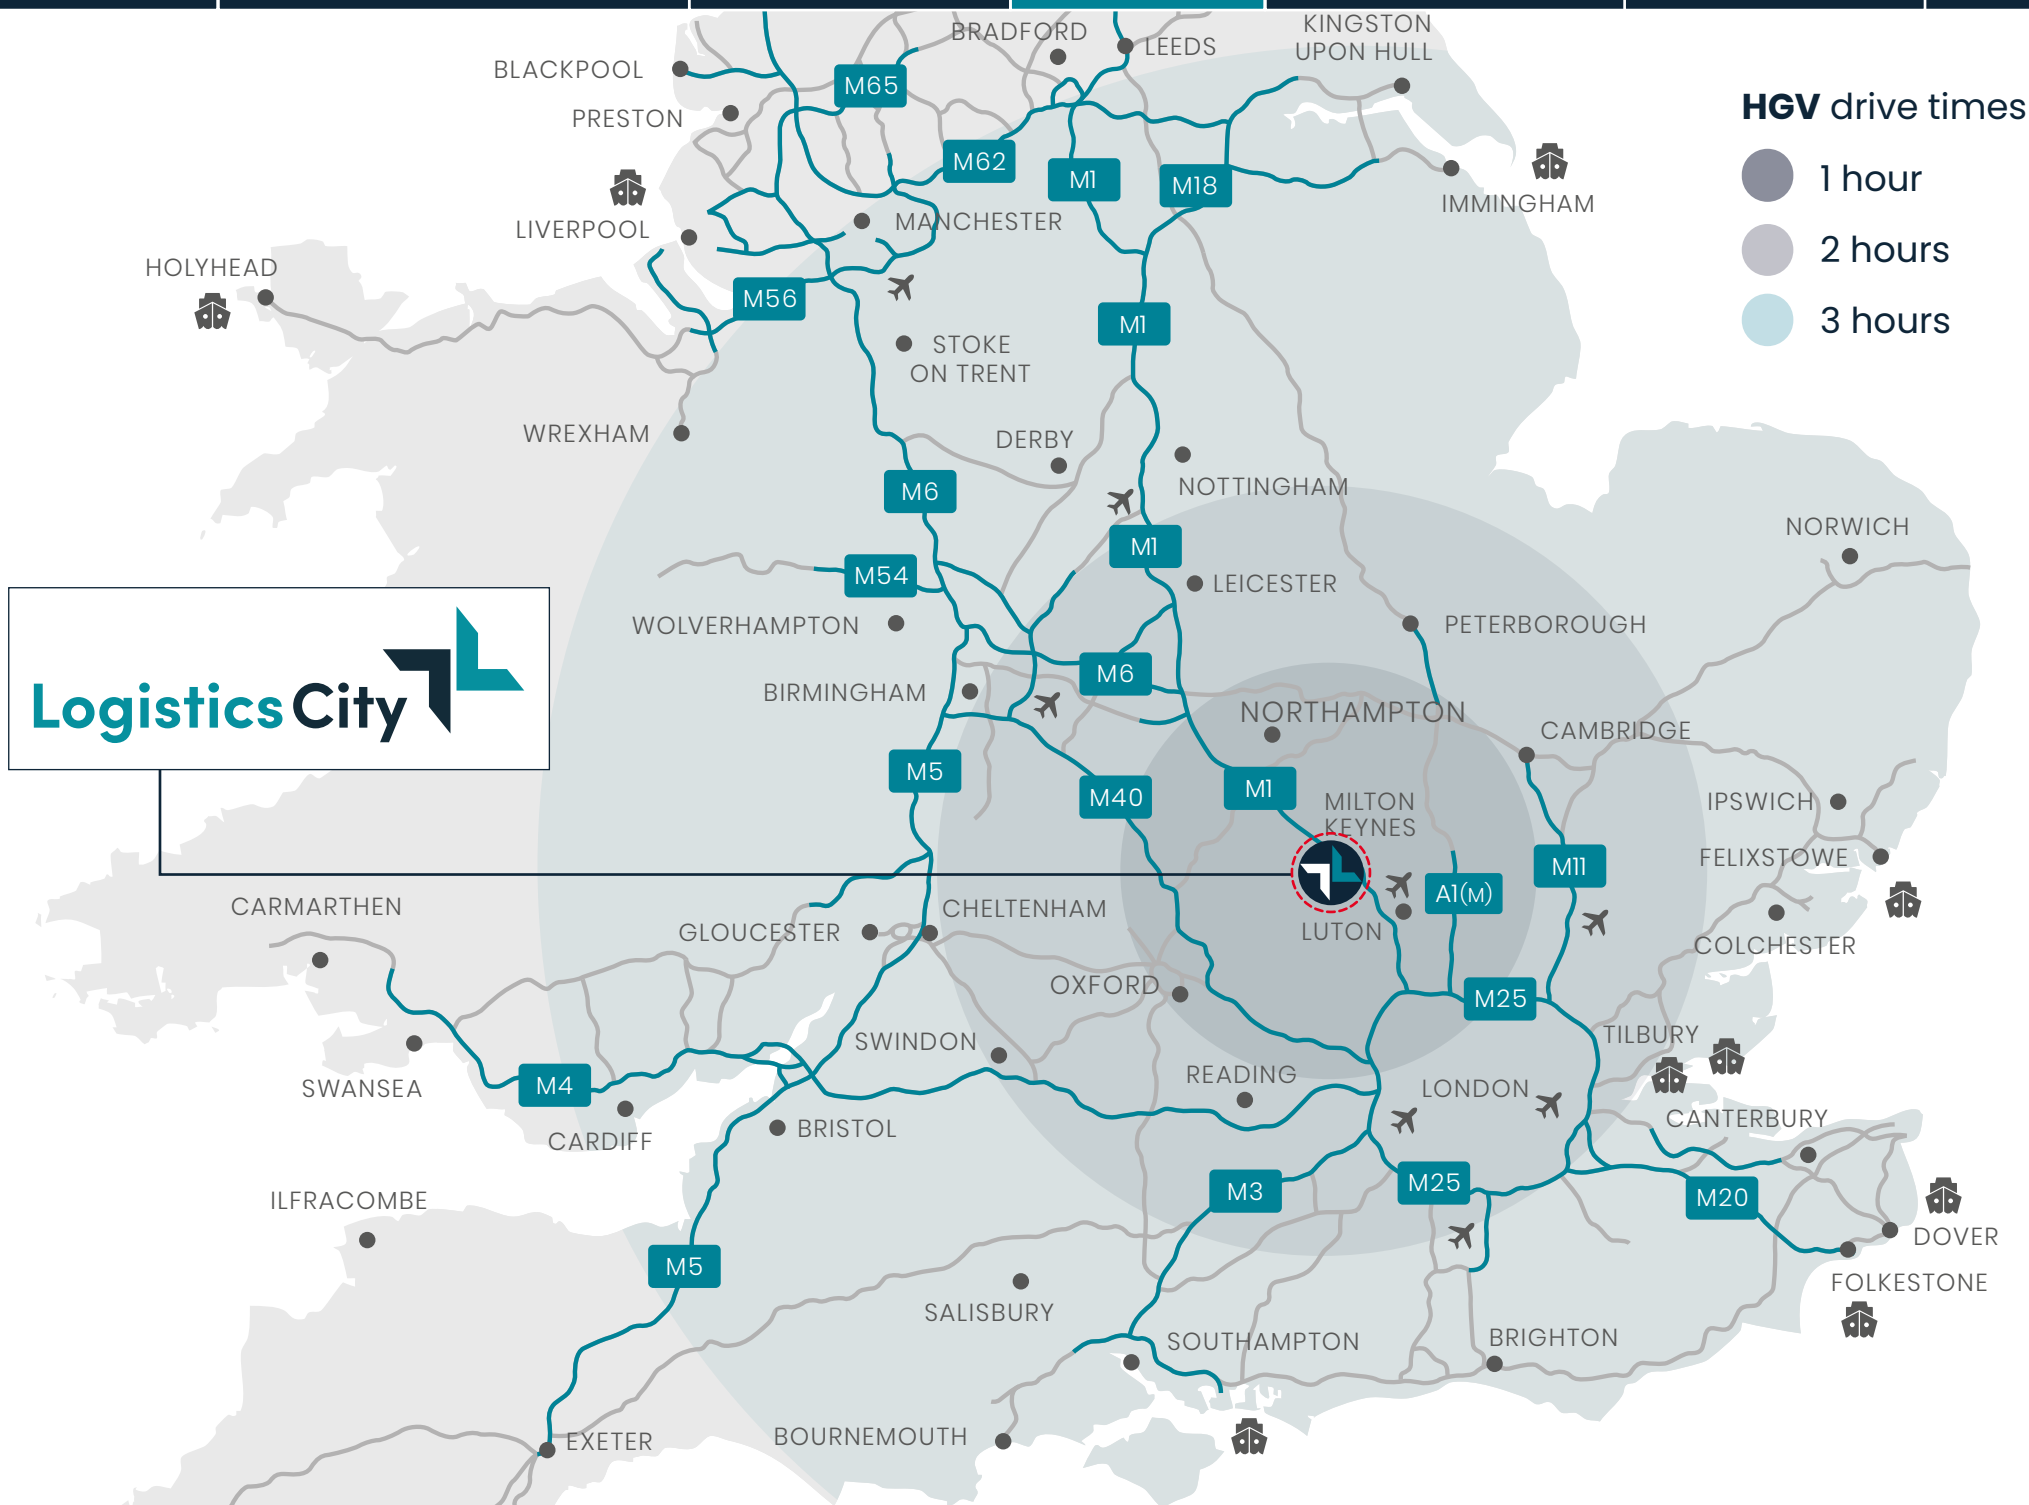 BRADFORD
LEEDS
KINGSTON
UPON HULL
BLACKPOOL
M65
PRESTON
HGV drive times
1 hour
2 hours
3 hours
M62
M1
M18
IMMINGHAM
LIVERPOOL
MANCHESTER
HOLYHEAD
M56
M1
STOKE
ON TRENT
WREXHAM
DERBY
M6
NOTTINGHAM
NORWICH
M1
M54
LEICESTER
WOLVERHAMPTON
PETERBOROUGH
Logistics City
M6
BIRMINGHAM
NORTHAMPTON
CAMBRIDGE
M5
M40
M1
MILTON
KEYNES
IPSWICH
FELIXSTOWE
M11
A1(M)
CARMARTHEN
CHELTENHAM
GLOUCESTER
LUTON
COLCHESTER
OXFORD
M25
SWINDON
TILBURY
M4
SWANSEA
READING
LONDON
CANTERBURY
CARDIFF
BRISTOL
ILFRACOMBE
M3
M25
M20
DOVER
M5
FOLKESTONE
SALISBURY
SOUTHAMPTON
BRIGHTON
BOURNEMOUTH
EXETER